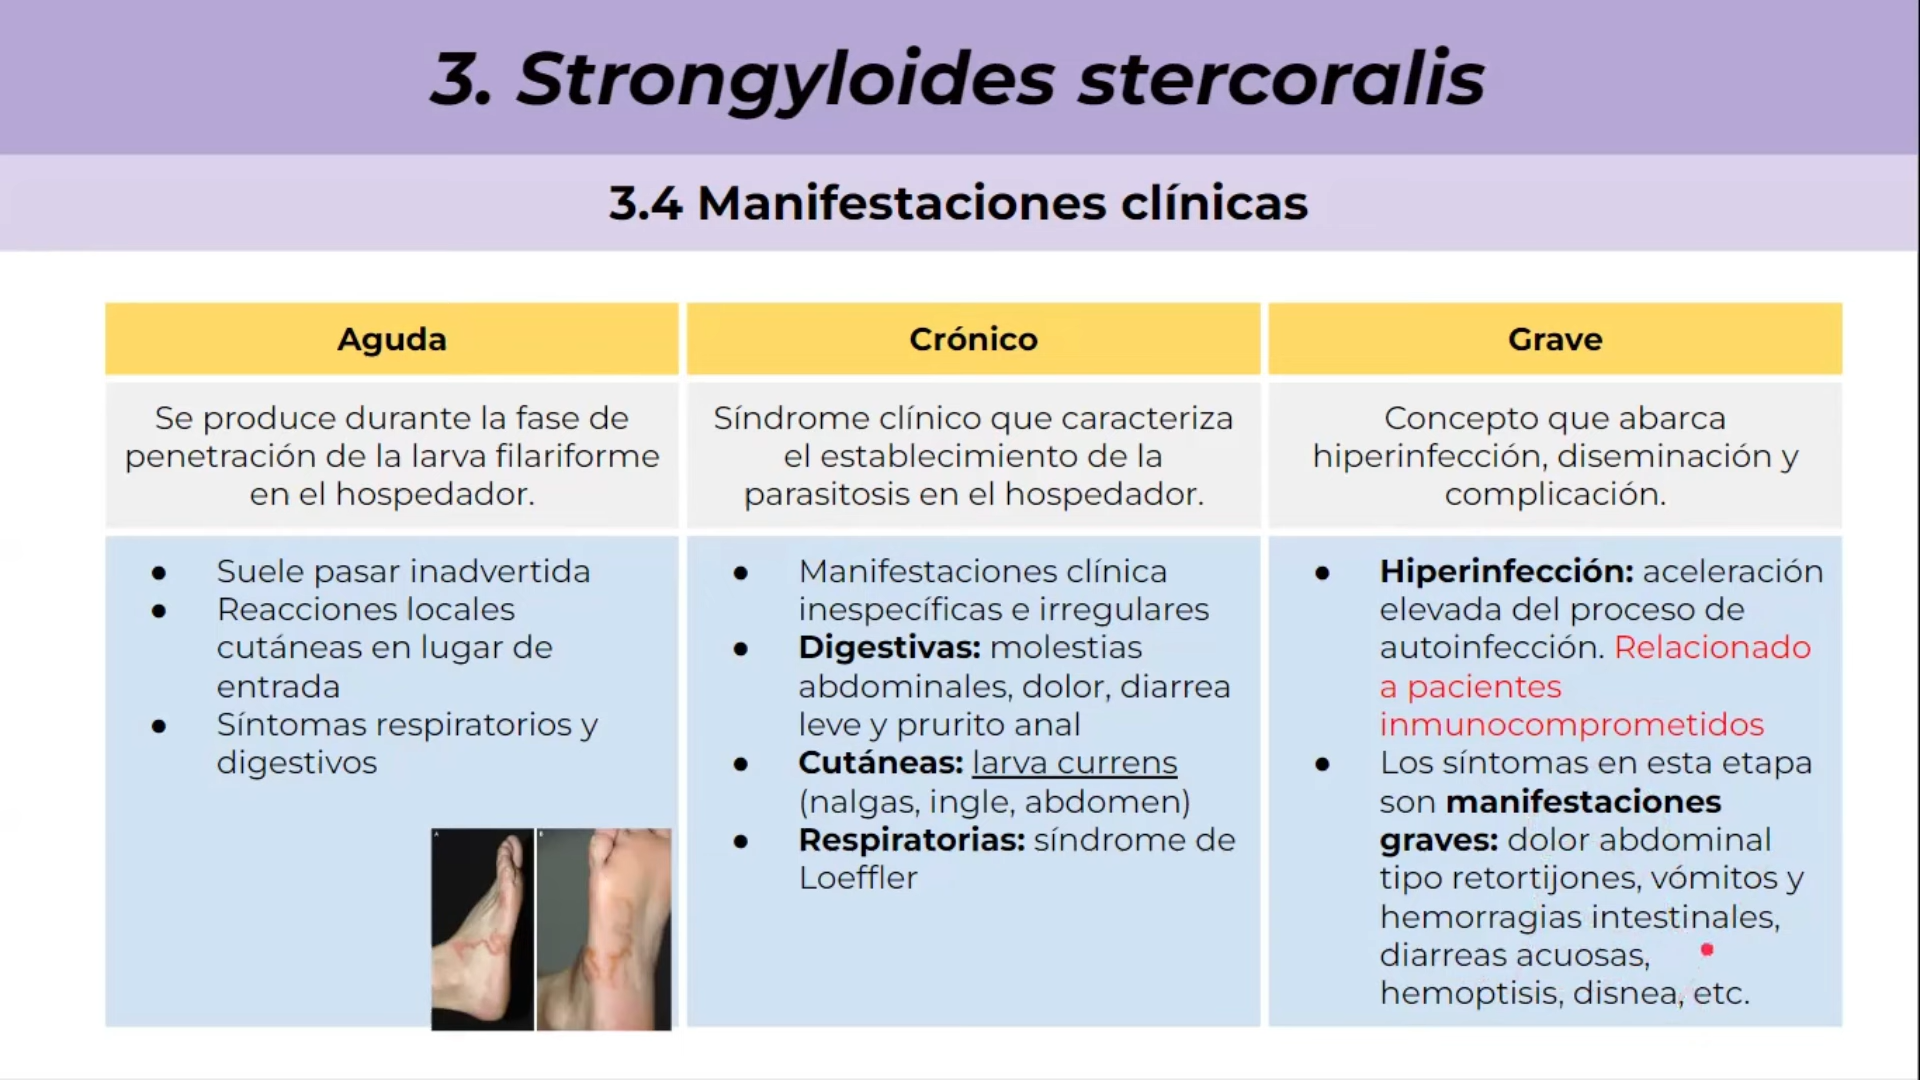 3. Strongyloides stercoralis
3.4 Manifestaciones clínicas
Aguda
Se produce durante la fase de
penetración de la larva filariforme
en el hospedador.
● Suele pasar inadvertida
● Reacciones locales
cutáneas en lugar de
entrada
● Síntomas respiratorios y
digestivos
A
B
Crónico
Síndrome clínico que caracteriza
el establecimiento de la
parasitosis en el hospedador.
● Manifestaciones clínica
inespecíficas e irregulares
● Digestivas: molestias
abdominales, dolor, diarrea
leve y prurito anal
● Cutáneas: larva currens
(nalgas, ingle, abdomen)
● Respiratorias: síndrome de
Loeffler
Grave
Concepto que abarca
hiperinfección, diseminación y
complicación.
● Hiperinfección: aceleración
elevada del proceso de
autoinfección. Relacionado
a pacientes
inmunocomprometidos
● Los síntomas en esta etapa
son manifestaciones
graves: dolor abdominal
tipo retortijones, vómitos y
hemorragias intestinales,
diarreas acuosas,
hemoptisis, disnea, etc.